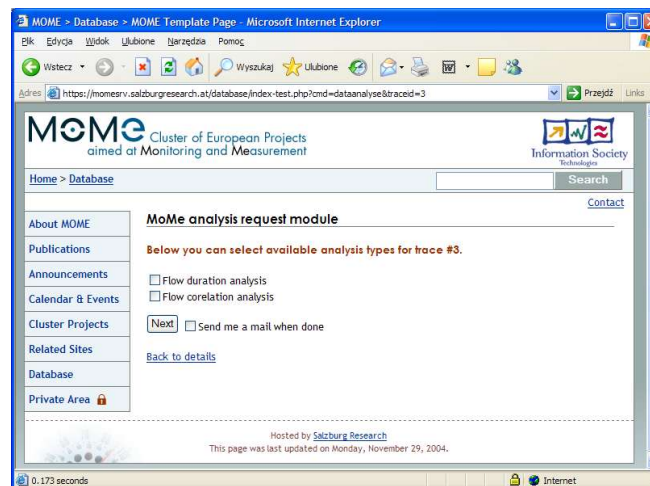 MOME > Database > MOME Template Page - Microsoft Internet Explorer
Plik Edycja Widok Ulubione Narzędzia Pomoc
Wstecz Wyszukaj Ulubione
Adres https://momesrv.salzburgresearch.at/database/index-test.php?cmd=dataanalyse&traceid=3 Przejdź Links
MOMe Cluster of European Projects
aimed at Monitoring and Measurement
Information Society
Technologies
Home > Database Search
Contact
About MOME
Publications
Announcements
Calendar & Events
Cluster Projects
Related Sites
Database
Private Area
MoMe analysis request module
Below you can select available analysis types for trace #3.
Flow duration analysis
Flow corelation analysis
Next Send me a mail when done
Back to details
Hosted by Salzburg Research
This page was last updated on Monday, November 29, 2004.
0.173 seconds Internet